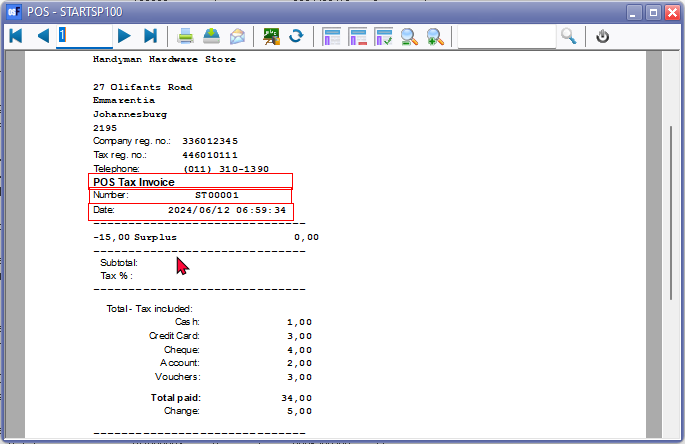 POS - STARTSP100
1
Handyman Hardware Store
27 Olifants Road
Emmarentia
Johannesburg
2195
Company reg. no.: 336012345
Tax reg. no.: 446010111
Telephone: (011) 310-1390
POS Tax Invoice
Number: ST00001
Date: 2024/06/12 06:59:34
-15,00 Surplus 0,00
Subtotal:
Tax % :
Total - Tax included:
Cash: 1,00
Credit Card: 3,00
Cheque: 4,00
Account: 2,00
Vouchers: 3,00
Total paid: 34,00
Change: 5,00